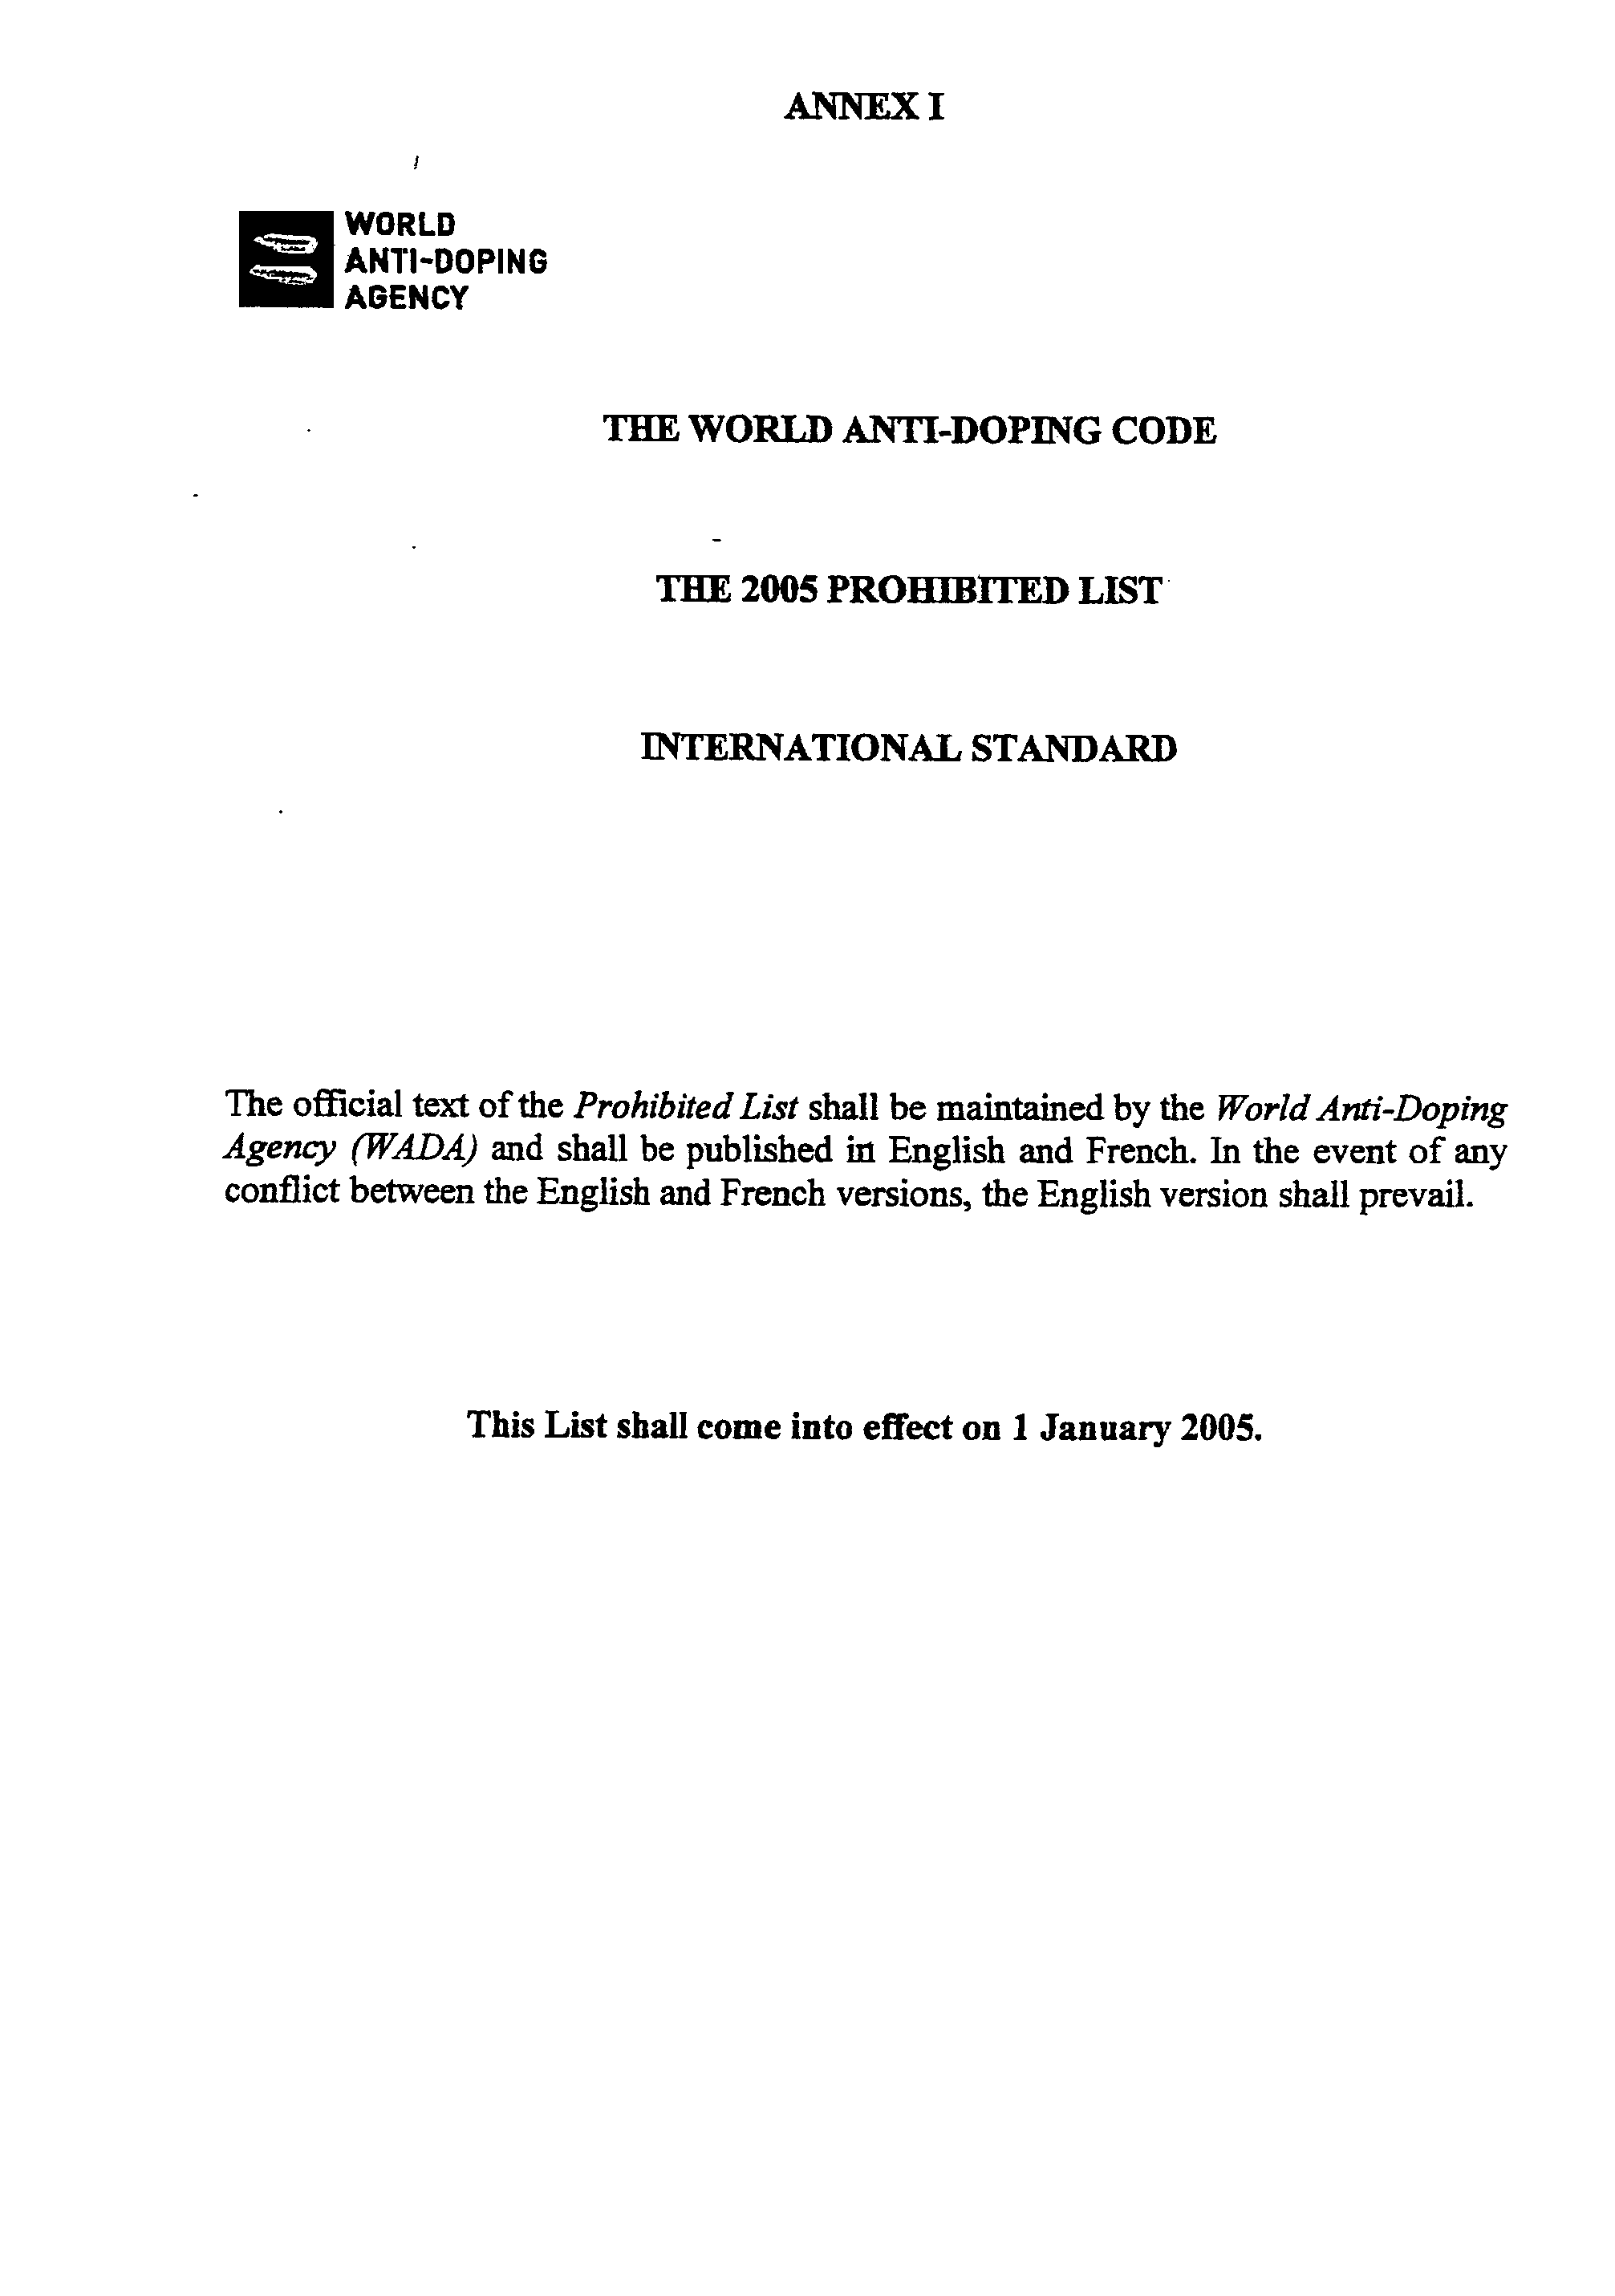 ANNEX I
WORLD
ANTI-DOPING
AGENCY
THE WORLD ANTI-DOPING CODE
THE 2005 PROHIBITED LIST
INTERNATIONAL STANDARD
The official text of the Prohibited List shall be maintained by the World Anti-Doping
Agency (WADA) and shall be published in English and French. In the event of any
conflict between the English and French versions, the English version shall prevail.
This List shall come into effect on 1 January 2005.